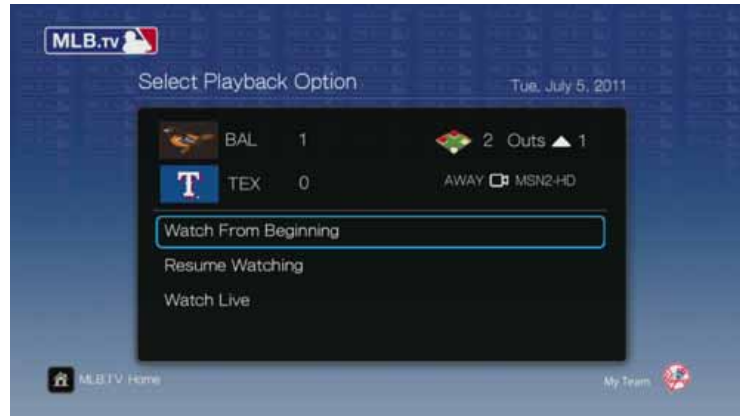 MLB.TV
Select Playback Option
Tue, July 5, 2011
BAL 1 2 Outs 1
T TEX 0 AWAY MSN2-HD
Watch From Beginning
Resume Watching
Watch Live
MLB.TV Home
My Team